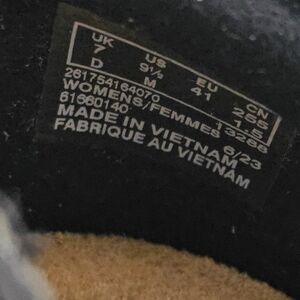 UK US EU CN
7 9½ 41 255
D M 1.5
261754164070
WOMENS/FEMMES 13286
61660140 6/23
MADE IN VIETNAM
FABRIQUE AU VIETNAM